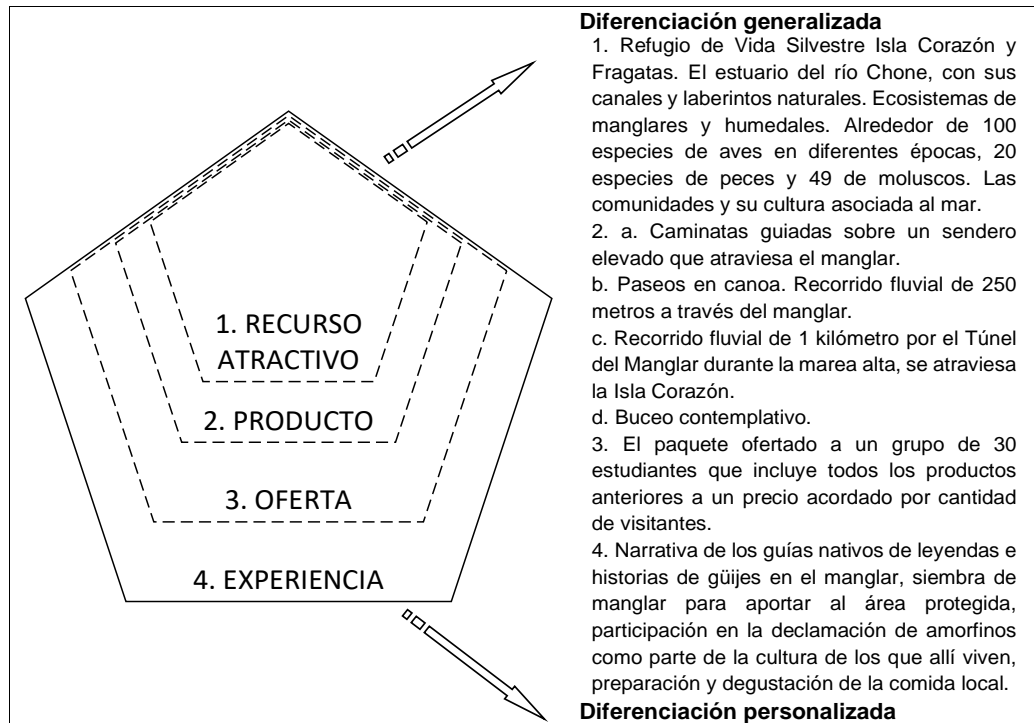 Diferenciación generalizada
1. Refugio de Vida Silvestre Isla Corazón y
Fragatas. El estuario del río Chone, con sus
canales y laberintos naturales. Ecosistemas de
manglares y humedales. Alrededor de 100
especies de aves en diferentes épocas, 20
especies de peces y 49 de moluscos. Las
comunidades y su cultura asociada al mar.
2. a. Caminatas guiadas sobre un sendero
elevado que atraviesa el manglar.
b. Paseos en canoa. Recorrido fluvial de 250
metros a través del manglar.
c. Recorrido fluvial de 1 kilómetro por el Túnel
del Manglar durante la marea alta, se atraviesa
la Isla Corazón.
d. Buceo contemplativo.
3. El paquete ofertado a un grupo de 30
estudiantes que incluye todos los productos
anteriores a un precio acordado por cantidad
de visitantes.
4. Narrativa de los guías nativos de leyendas e
historias de güijes en el manglar, siembra de
manglar para aportar al área protegida,
participación en la declamación de amorfinos
como parte de la cultura de los que allí viven,
preparación y degustación de la comida local.
Diferenciación personalizada
1. RECURSO
ATRACTIVO
2. PRODUCTO
3. OFERTA
4. EXPERIENCIA